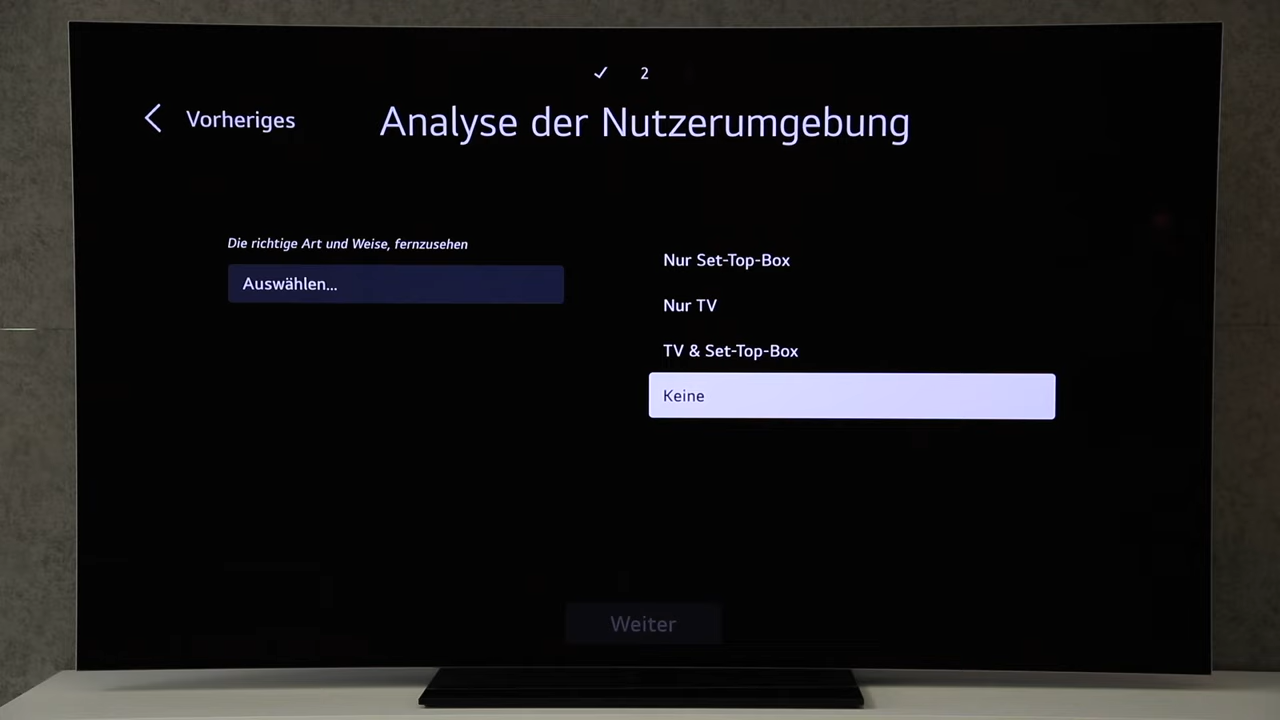 ✓ 2
Vorheriges
Analyse der Nutzerumgebung
Die richtige Art und Weise, fernzusehen
Auswählen...
Nur Set-Top-Box
Nur TV
TV & Set-Top-Box
Keine
Weiter